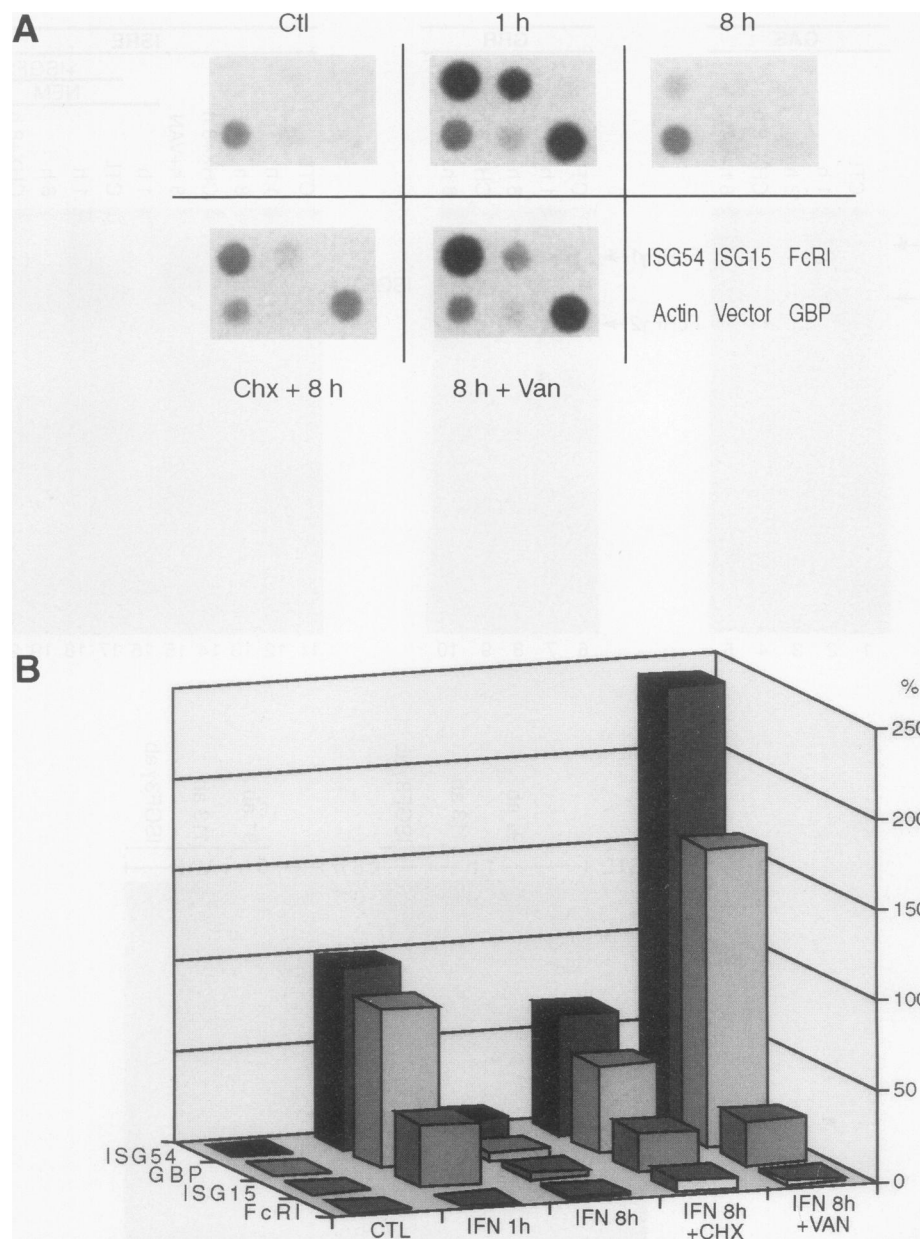 A
Ctl 1 h 8 h
ISG54 ISG15 FcRI
Actin Vector GBP
Chx + 8 h 8 h + Van
B
%
250
200
150
100
50
0
ISG54
GBP
ISG15
FcRI
CTL IFN 1h IFN 8h IFN 8h +CHX IFN 8h +VAN